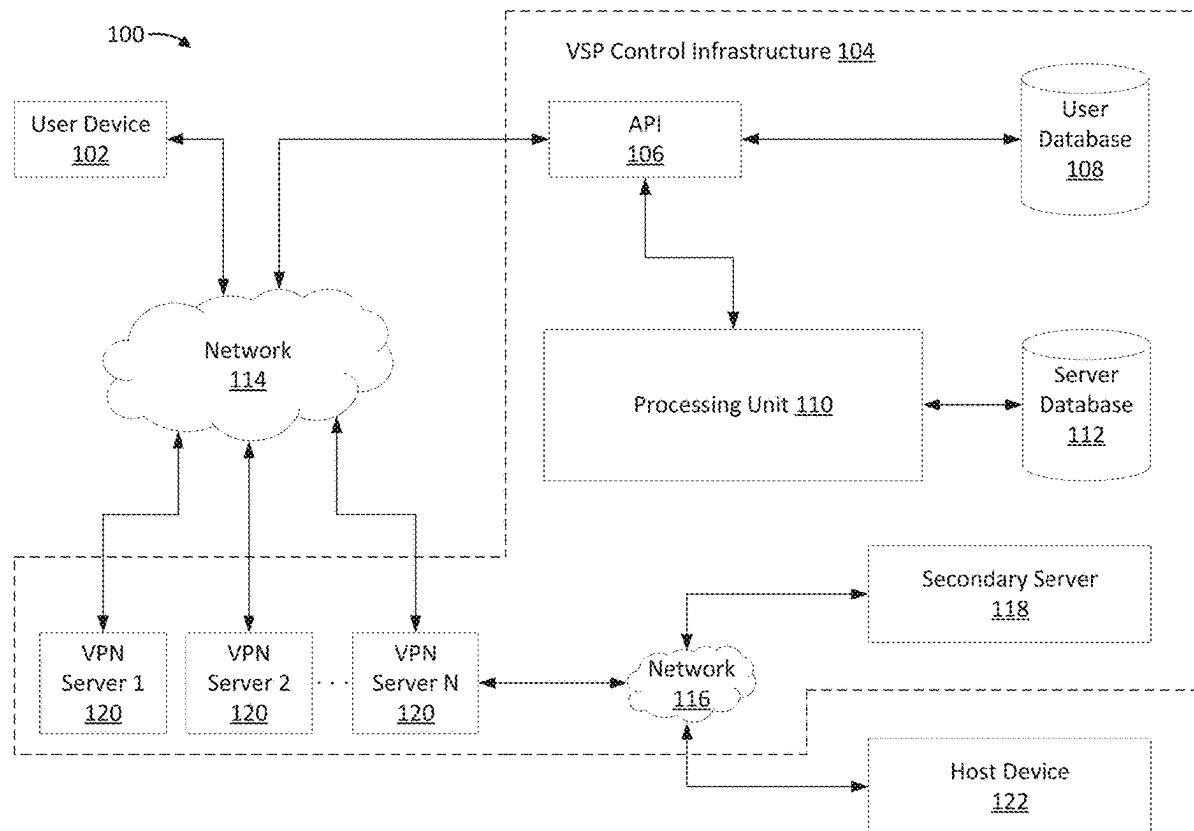 100
VSP Control Infrastructure 104
User Device
102
API
106
User
Database
108
Network
114
Processing Unit 110
Server
Database
112
Secondary Server
118
VPN
Server 1
120
VPN
Server 2
120
. . .
VPN
Server N
120
Network
116
Host Device
122